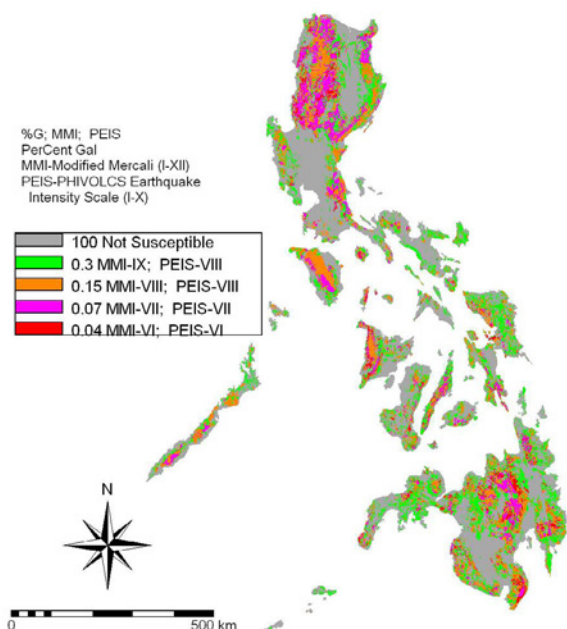 %G; MMI; PEIS
PerCent Gal
MMI-Modified Mercali (I-XII)
PEIS-PHIVOLCS Earthquake
Intensity Scale (I-X)
100 Not Susceptible
0.3 MMI-IX; PEIS-VIII
0.15 MMI-VIII; PEIS-VIII
0.07 MMI-VII; PEIS-VII
0.04 MMI-VI; PEIS-VI
N
0 500 km